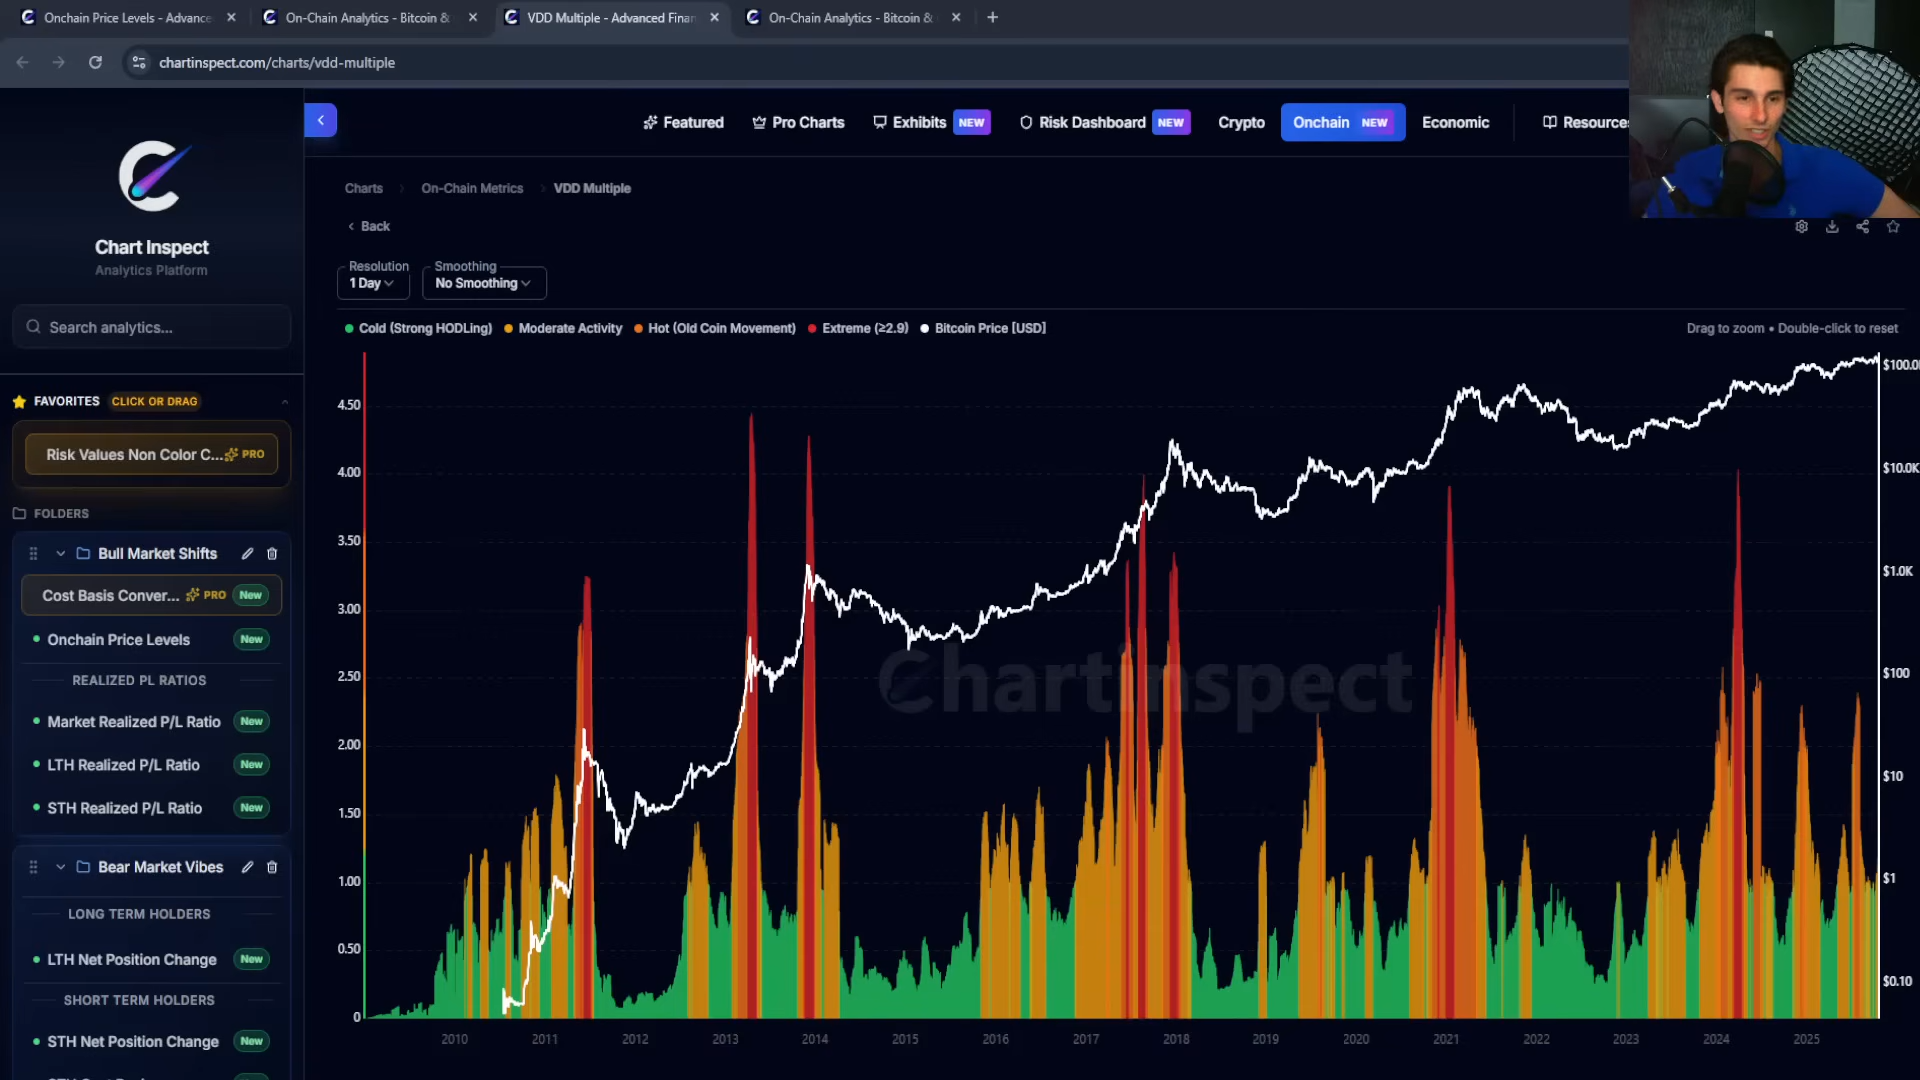 Onchain Price Levels - Advance
On-Chain Analytics - Bitcoin &
VDD Multiple - Advanced Finan
On-Chain Analytics - Bitcoin &
chartinspect.com/charts/vdd-multiple
Chart Inspect
Analytics Platform
Search analytics...
FAVORITES CLICK OR DRAG
Risk Values Non Color C... PRO
FOLDERS
Bull Market Shifts
Cost Basis Conver... PRO New
Onchain Price Levels New
REALIZED PL RATIOS
Market Realized P/L Ratio New
LTH Realized P/L Ratio New
STH Realized P/L Ratio New
Bear Market Vibes
LONG TERM HOLDERS
LTH Net Position Change New
SHORT TERM HOLDERS
STH Net Position Change New
Featured Pro Charts Exhibits NEW Risk Dashboard NEW Crypto Onchain NEW Economic Resources
Charts On-Chain Metrics VDD Multiple
Back
Resolution
1 Day
Smoothing
No Smoothing
Cold (Strong HODLing) Moderate Activity Hot (Old Coin Movement) Extreme (≥2.9) Bitcoin Price [USD]
Drag to zoom • Double-click to reset
4.50
4.00
3.50
3.00
2.50
2.00
1.50
1.00
0.50
0
Chartinspect
$100.0
$10.0K
$1.0K
$100
$10
$1
$0.10
2010 2011 2012 2013 2014 2015 2016 2017 2018 2019 2020 2021 2022 2023 2024 2025